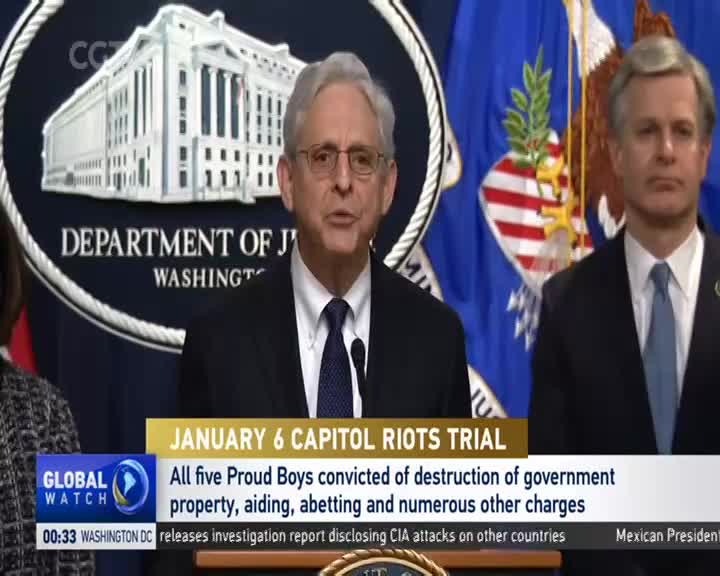 CGT
DEPARTMENT OF J
WASHINGT
JANUARY 6 CAPITOL RIOTS TRIAL
All five Proud Boys convicted of destruction of government
property, aiding, abetting and numerous other charges
GLOBAL
WATCH
00:33 WASHINGTON DC
releases investigation report disclosing CIA attacks on other countries Mexican President